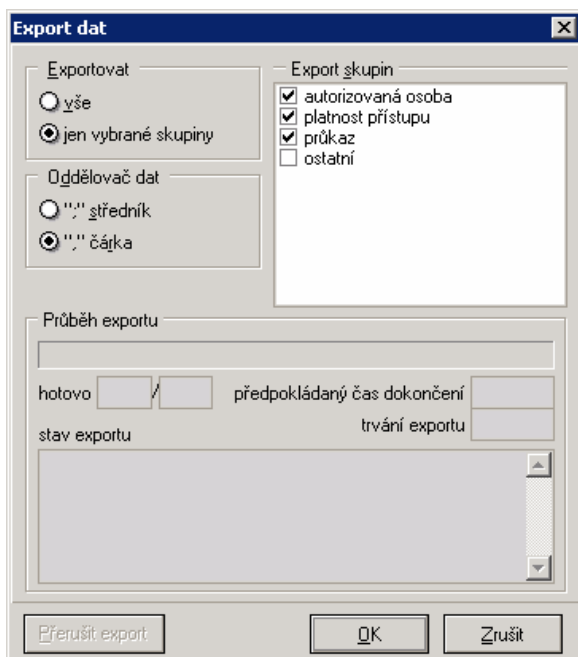 Export dat
Exportovat
vše
jen vybrané skupiny
Oddělovač dat
";" středník
"," čárka
Export skupin
autorizovaná osoba
platnost přístupu
průkaz
ostatní
Průběh exportu
hotovo / předpokládaný čas dokončení
trvání exportu
stav exportu
Přerušit export OK Zrušit